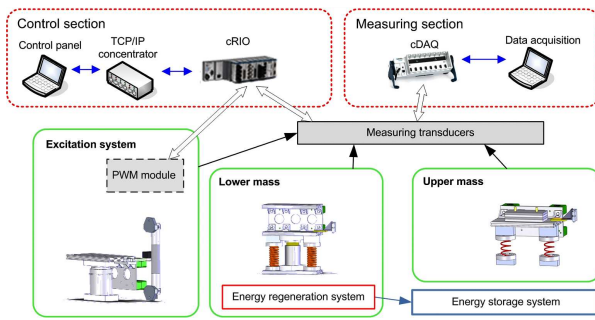 Control section
Measuring section
Control panel
TCP/IP
concentrator
cRIO
cDAQ
Data acquisition
Excitation system
Measuring transducers
PWM module
Lower mass
Upper mass
Energy regeneration system
Energy storage system